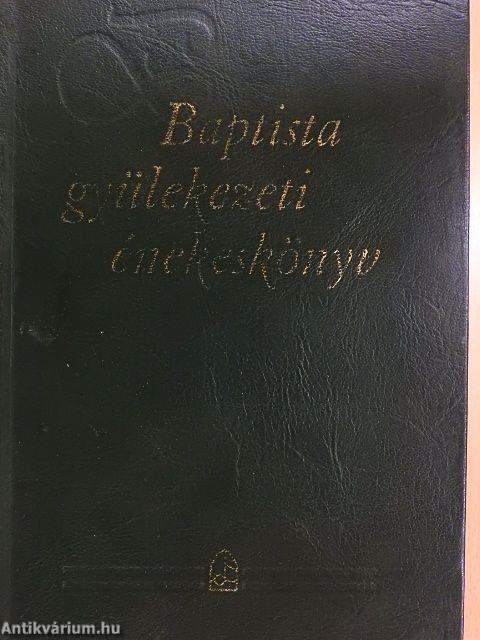 Baptista
gyülekezeti
énekeskönyv
Antikvárium.hu